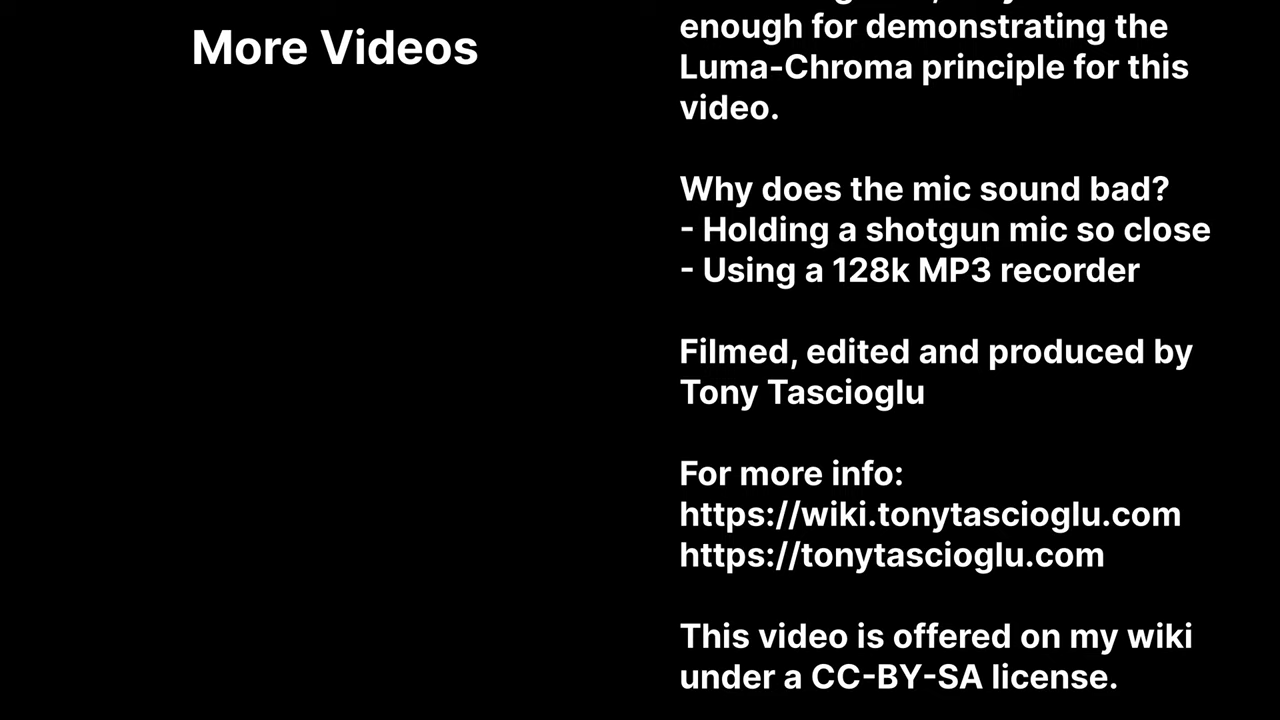 More Videos
enough for demonstrating the
Luma-Chroma principle for this
video.
Why does the mic sound bad?
- Holding a shotgun mic so close
- Using a 128k MP3 recorder
Filmed, edited and produced by
Tony Tascioglu
For more info:
https://wiki.tonytascioglu.com
https://tonytascioglu.com
This video is offered on my wiki
under a CC-BY-SA license.